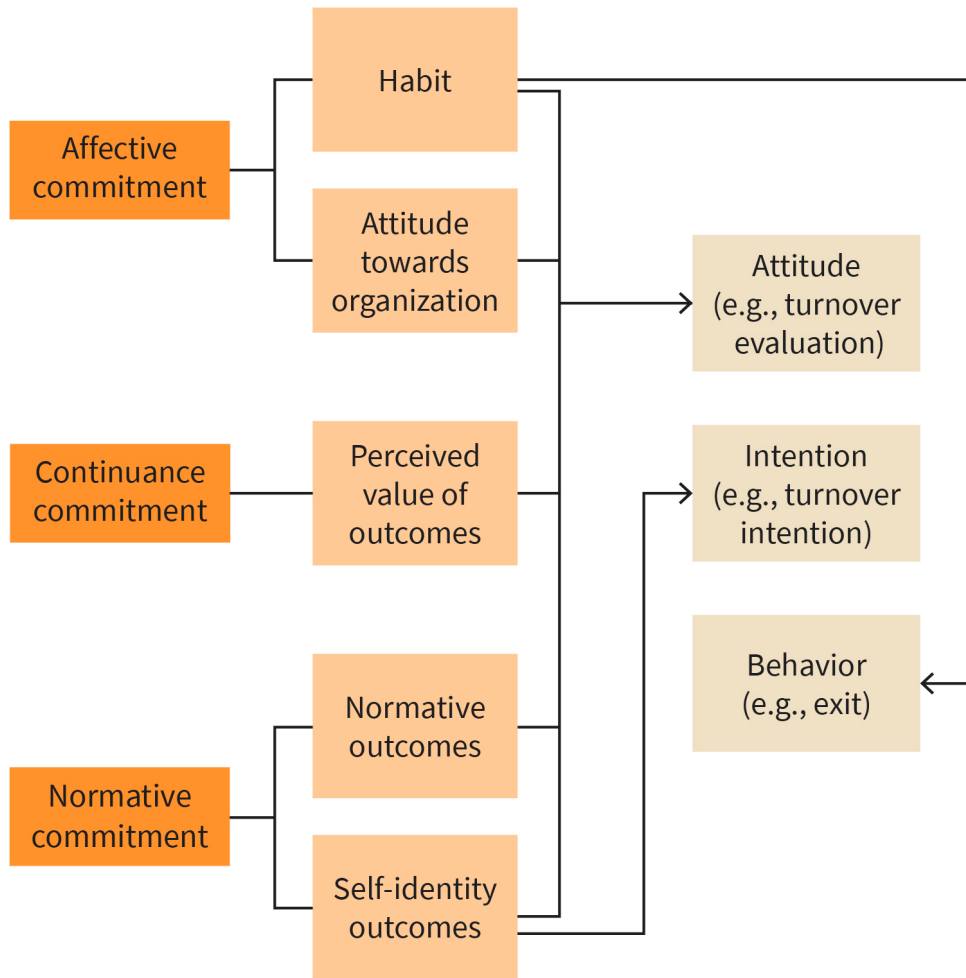 Habit
Affective
commitment
Attitude
towards
organization
Attitude
(e.g., turnover
evaluation)
Continuance
commitment
Perceived
value of
outcomes
Intention
(e.g., turnover
intention)
Behavior
(e.g., exit)
Normative
outcomes
Normative
commitment
Self-identity
outcomes